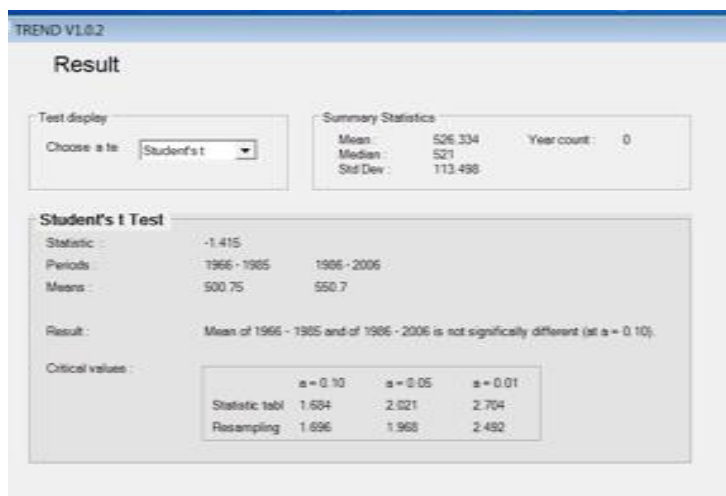 TREND V1.0.2
Result
Test display
Choose a te Student's t
Summary Statistics
Mean : 526.334 Year count : 0
Median : 521
Std Dev : 113.498
Student's t Test
Statistic : -1.415
Periods : 1966 - 1985 1986 - 2006
Means : 500.75 550.7
Result : Mean of 1966 - 1985 and of 1986 - 2006 is not significally different (at a = 0.10).
Critical values :
a = 0.10 a = 0.05 a = 0.01
Statistic tabl 1.684 2.021 2.704
Resampling 1.696 1.968 2.492